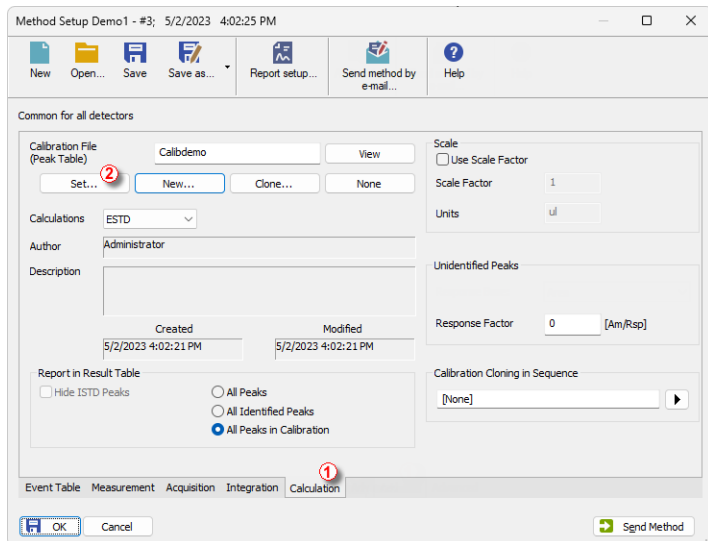 Method Setup Demo1 - #3; 5/2/2023 4:02:25 PM
New Open... Save Save as... Report setup... Send method by e-mail... Help
Common for all detectors
Calibration File
(Peak Table)
Calibdemo
View
② Set... New... Clone... None
Calculations ESTD
Author Administrator
Description
Created Modified
5/2/2023 4:02:21 PM 5/2/2023 4:02:21 PM
Report in Result Table
Hide ISTD Peaks
All Peaks
All Identified Peaks
All Peaks in Calibration
Scale
Use Scale Factor
Scale Factor 1
Units ul
Unidentified Peaks
Response Factor 0 [Am/Rsp]
Calibration Cloning in Sequence
[None]
①
Event Table Measurement Acquisition Integration Calculation
OK Cancel Send Method